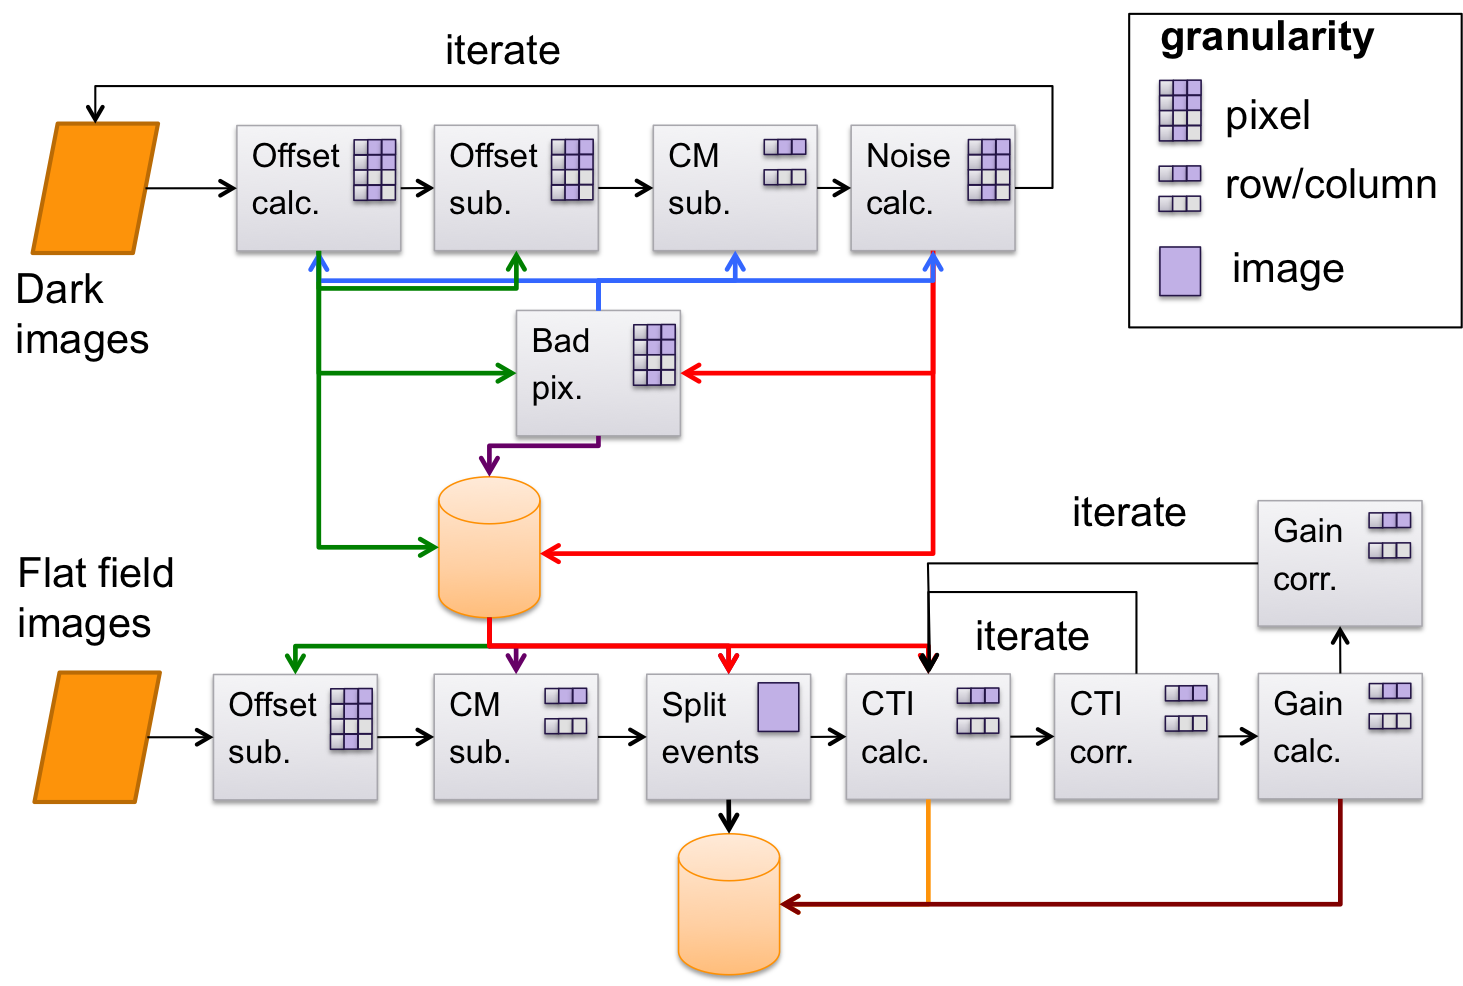 iterate
granularity
pixel
row/column
image
Offset
calc.
Offset
sub.
CM
sub.
Noise
calc.
Dark
images
Bad
pix.
iterate
Gain
corr.
Flat field
images
iterate
Offset
sub.
CM
sub.
Split
events
CTI
calc.
CTI
corr.
Gain
calc.